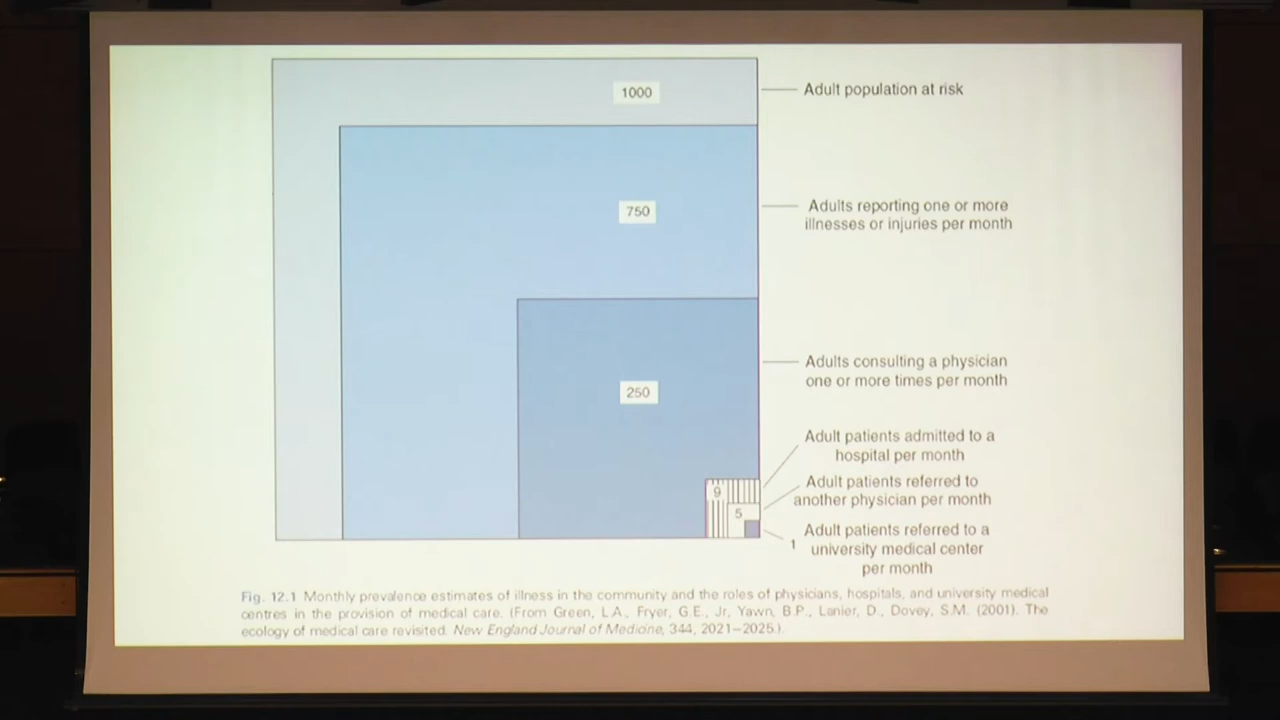 1000
Adult population at risk
750
Adults reporting one or more
illnesses or injuries per month
250
Adults consulting a physician
one or more times per month
Adult patients admitted to a
hospital per month
9
Adult patients referred to
another physician per month
5
Adult patients referred to a
university medical center
per month
1
Fig. 12.1 Monthly prevalence estimates of illness in the community and the roles of physicians, hospitals, and university medical
centres in the provision of medical care. (From Green, L.A., Fryer, G.E., Jr, Yawn, B.P., Lanier, D., Dovey, S.M. (2001). The
ecology of medical care revisited. New England Journal of Medicine, 344, 2021–2025.)